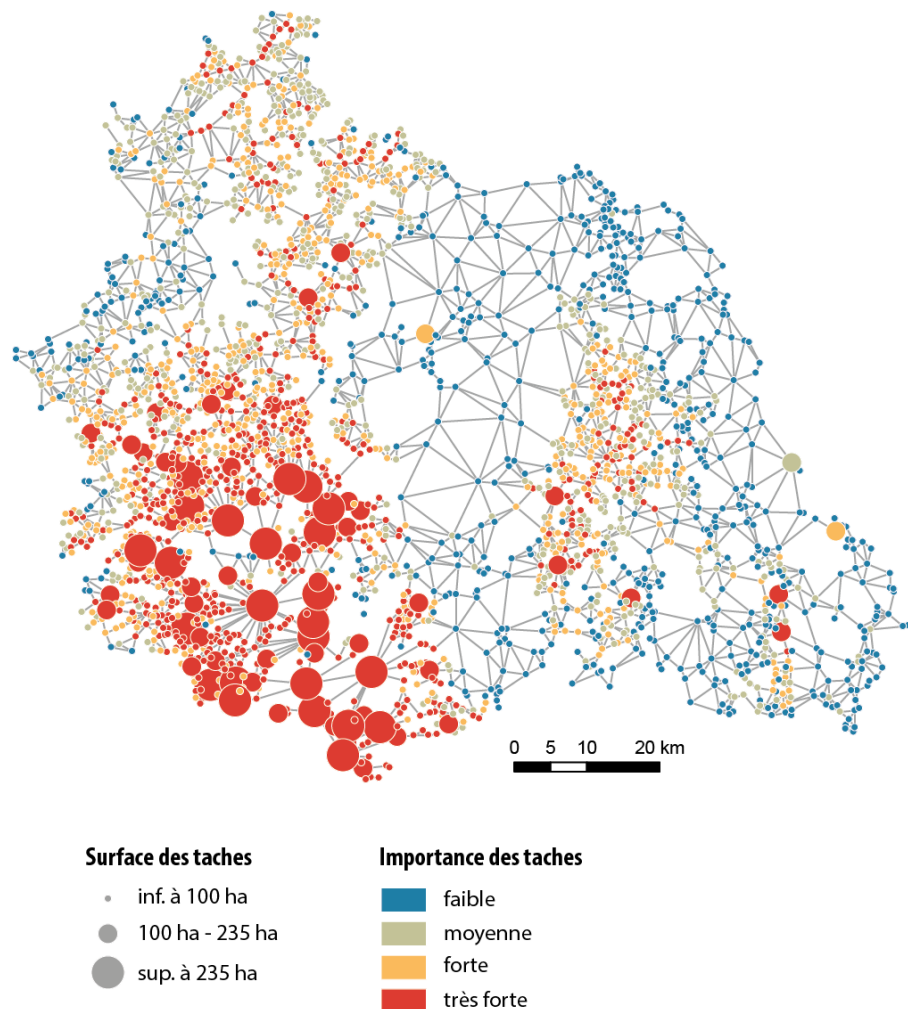 0 5 10 20 km
Surface des taches
inf. à 100 ha
100 ha - 235 ha
sup. à 235 ha
Importance des taches
faible
moyenne
forte
très forte